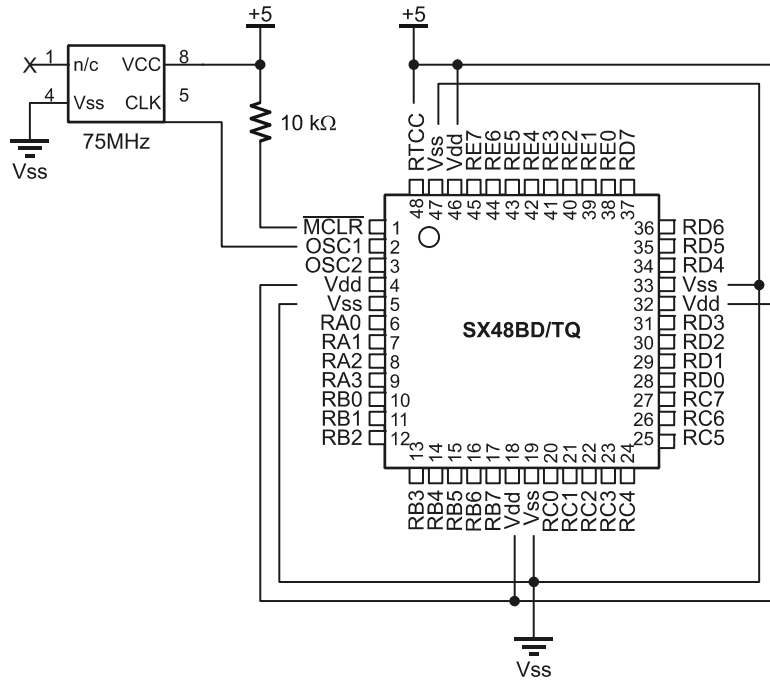 +5
+5
1 n/c VCC 8
4 Vss CLK 5
75MHz
Vss
10 kΩ
RTCC
Vss
Vdd
RE7
RE6
RE5
RE4
RE3
RE2
RE1
RE0
RD7
48
47
46
45
44
43
42
41
40
39
38
37
MCLR 1
OSC1 2
OSC2 3
Vdd 4
Vss 5
RA0 6
RA1 7
RA2 8
RA3 9
RB0 10
RB1 11
RB2 12
SX48BD/TQ
36 RD6
35 RD5
34 RD4
33 Vss
32 Vdd
31 RD3
30 RD2
29 RD1
28 RD0
27 RC7
26 RC6
25 RC5
13
14
15
16
17
18
19
20
21
22
23
24
RB3
RB4
RB5
RB6
RB7
Vdd
Vss
RC0
RC1
RC2
RC3
RC4
Vss